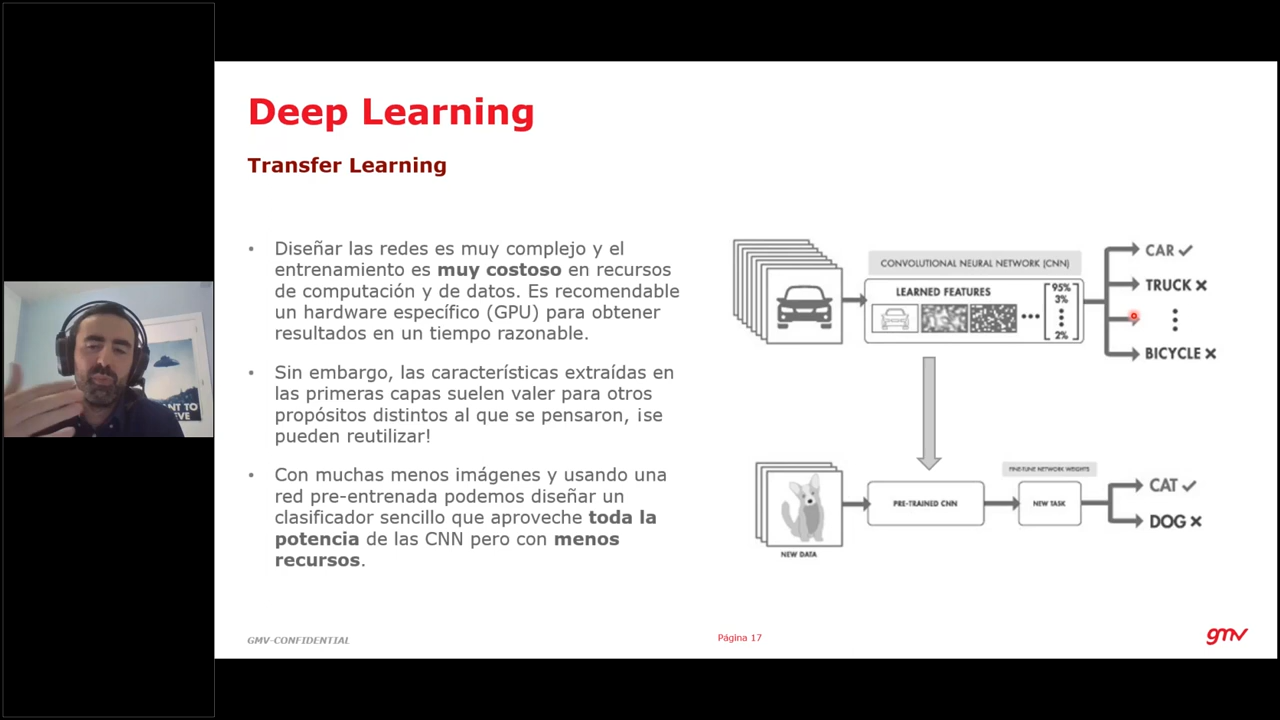 Deep Learning
Transfer Learning
• Diseñar las redes es muy complejo y el
entrenamiento es muy costoso en recursos
de computación y de datos. Es recomendable
un hardware específico (GPU) para obtener
resultados en un tiempo razonable.
• Sin embargo, las características extraídas en
las primeras capas suelen valer para otros
propósitos distintos al que se pensaron, ¡se
pueden reutilizar!
• Con muchas menos imágenes y usando una
red pre-entrenada podemos diseñar un
clasificador sencillo que aproveche toda la
potencia de las CNN pero con menos
recursos.
CONVOLUTIONAL NEURAL NETWORK (CNN)
LEARNED FEATURES
95%
3%
2%
CAR ✓
TRUCK ×
BICYCLE ×
FINE-TUNE NETWORK WEIGHTS
PRE-TRAINED CNN
NEW TASK
CAT ✓
DOG ×
NEW DATA
GMV-CONFIDENTIAL
Página 17
gmv